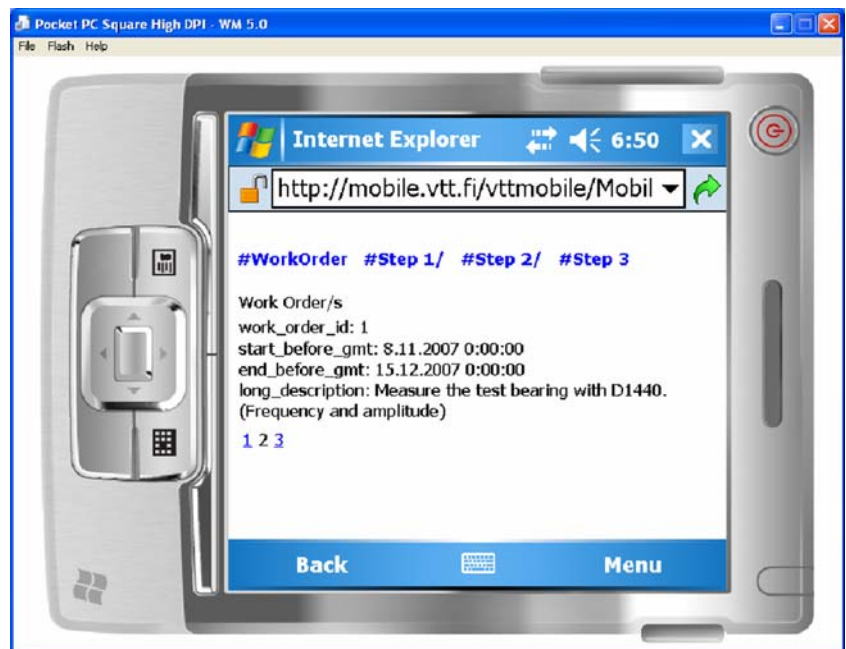 Pocket PC Square High DPI - WM 5.0
File Flash Help
Internet Explorer 6:50
http://mobile.vtt.fi/vttmobile/Mobil
#WorkOrder #Step 1/ #Step 2/ #Step 3
Work Order/s
work_order_id: 1
start_before_gmt: 8.11.2007 0:00:00
end_before_gmt: 15.12.2007 0:00:00
long_description: Measure the test bearing with D1440.
(Frequency and amplitude)
1 2 3
Back Menu